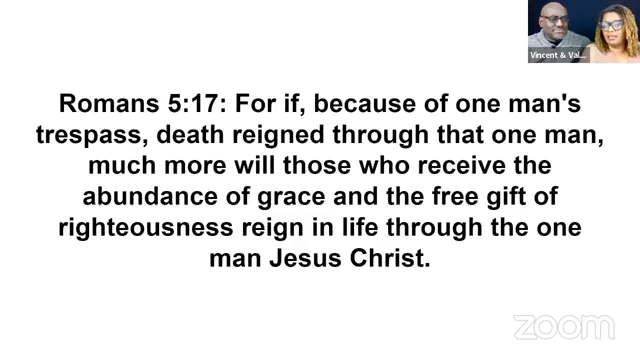 Vincent & Val...
Romans 5:17: For if, because of one man's
trespass, death reigned through that one man,
much more will those who receive the
abundance of grace and the free gift of
righteousness reign in life through the one
man Jesus Christ.
zoom